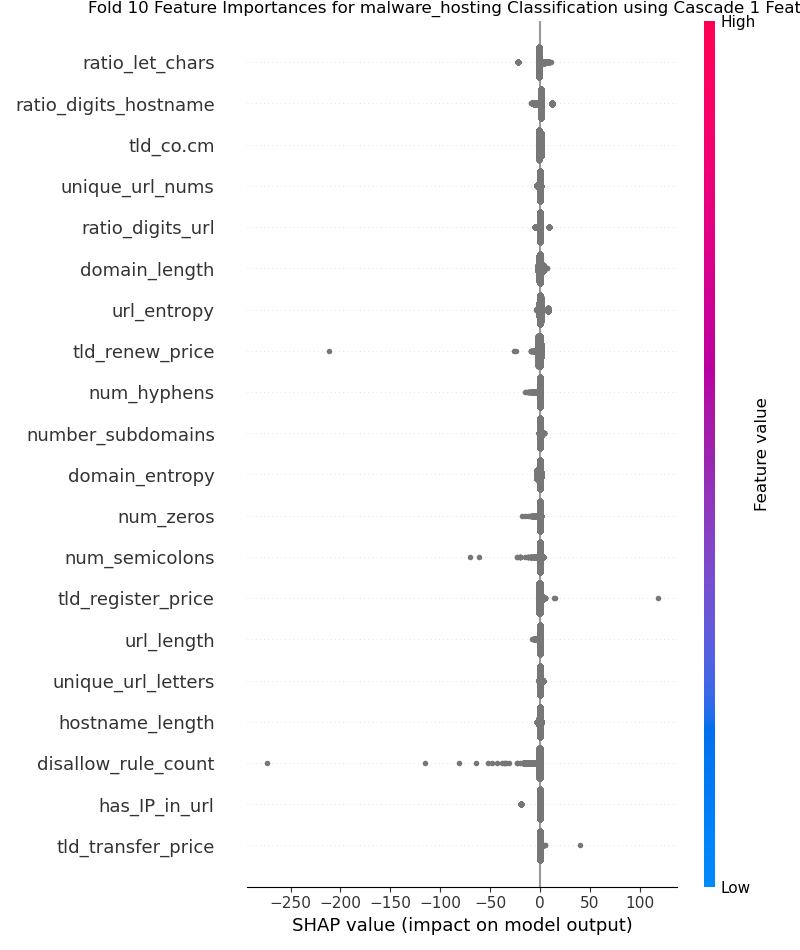 Fold 10 Feature Importances for malware_hosting Classification using Cascade 1 Feat
High
ratio_let_chars
ratio_digits_hostname
tld_co.cm
unique_url_nums
ratio_digits_url
domain_length
url_entropy
tld_renew_price
num_hyphens
number_subdomains
domain_entropy
num_zeros
num_semicolons
tld_register_price
url_length
unique_url_letters
hostname_length
disallow_rule_count
has_IP_in_url
tld_transfer_price
Feature value
Low
−250 −200 −150 −100 −50 0 50 100
SHAP value (impact on model output)